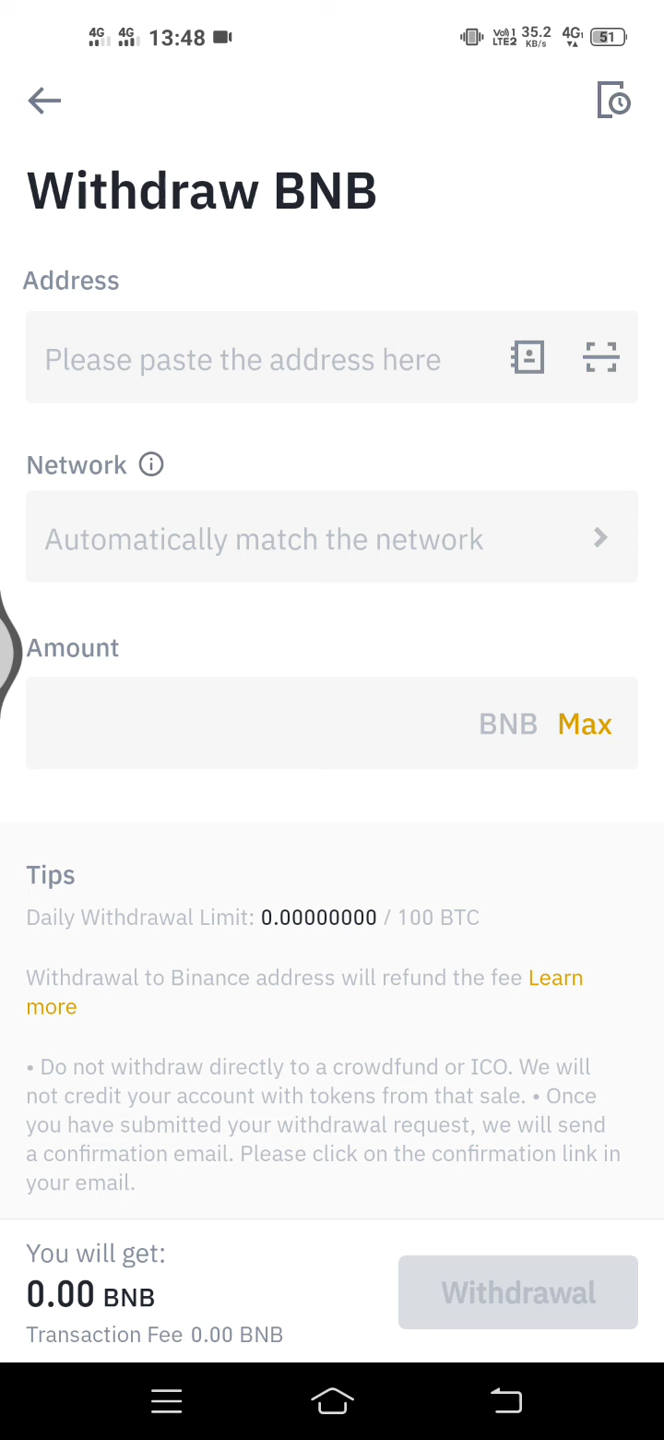 4G 4G 13:48 Vol) 1 LTE2 35.2 KB/s 4G 51
Withdraw BNB
Address
Please paste the address here
Network
Automatically match the network
Amount
BNB Max
Tips
Daily Withdrawal Limit: 0.00000000 / 100 BTC
Withdrawal to Binance address will refund the fee Learn
more
• Do not withdraw directly to a crowdfund or ICO. We will
not credit your account with tokens from that sale. • Once
you have submitted your withdrawal request, we will send
a confirmation email. Please click on the confirmation link in
your email.
You will get:
0.00 BNB
Withdrawal
Transaction Fee 0.00 BNB